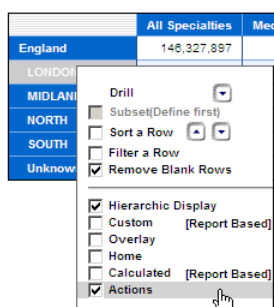 All Specialties Med
England 146,327,897
LONDON
MIDLAN
NORTH
SOUTH
Unknow
Drill
Subset(Define first)
Sort a Row
Filter a Row
Remove Blank Rows
Hierarchic Display
Custom [Report Based]
Overlay
Home
Calculated [Report Based]
Actions